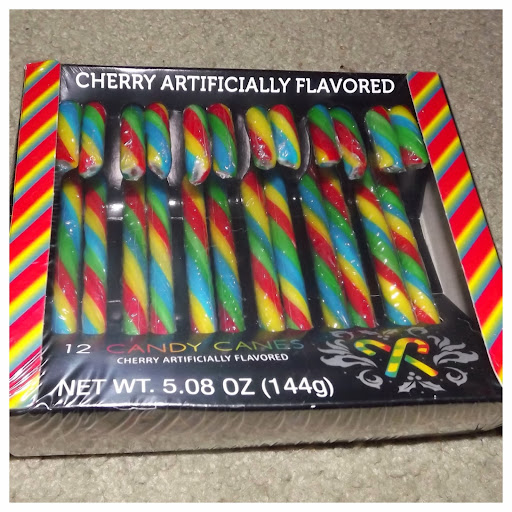 CHERRY ARTIFICIALLY FLAVORED
12 CANDY CANES
CHERRY ARTIFICIALLY FLAVORED
NET WT. 5.08 OZ (144g)